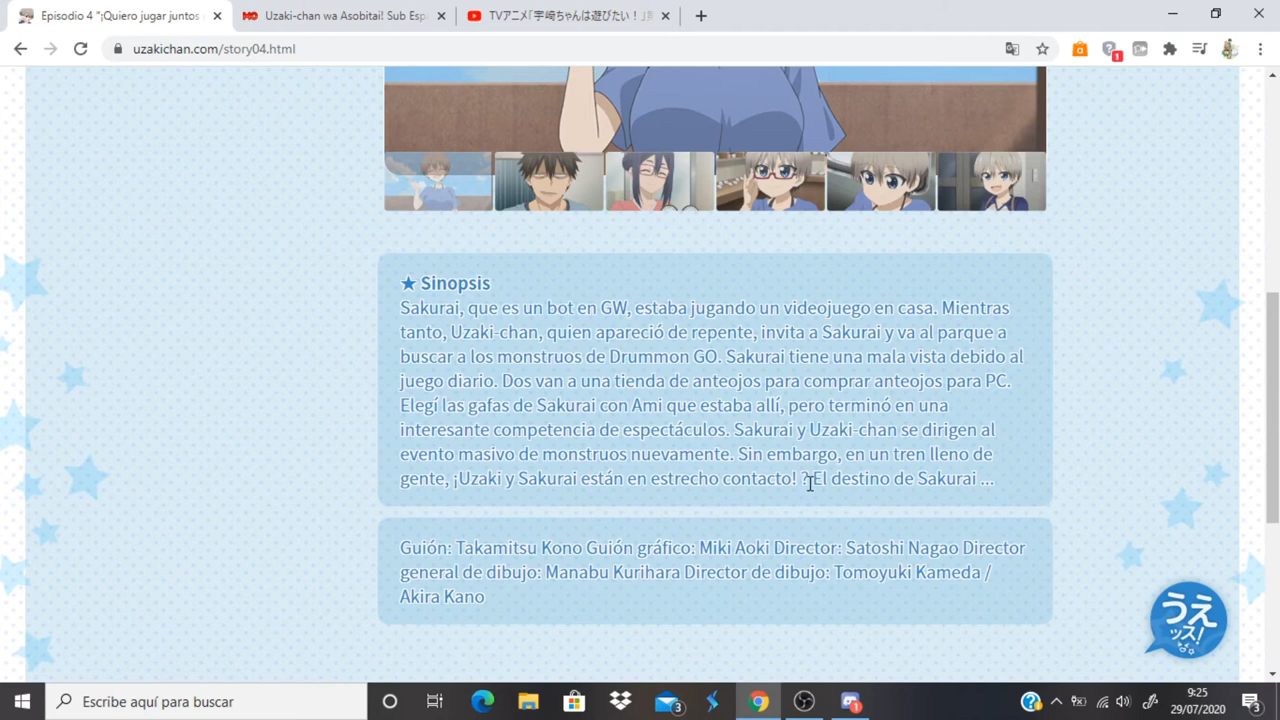 Episodio 4 "¡Quiero jugar juntos
Uzaki-chan wa Asobitai! Sub Esp
TVアニメ「宇崎ちゃんは遊びたい！」
uzakichan.com/story04.html
1
★ Sinopsis
Sakurai, que es un bot en GW, estaba jugando un videojuego en casa. Mientras
tanto, Uzaki-chan, quien apareció de repente, invita a Sakurai y va al parque a
buscar a los monstruos de Drummon GO. Sakurai tiene una mala vista debido al
juego diario. Dos van a una tienda de anteojos para comprar anteojos para PC.
Elegí las gafas de Sakurai con Ami que estaba allí, pero terminó en una
interesante competencia de espectáculos. Sakurai y Uzaki-chan se dirigen al
evento masivo de monstruos nuevamente. Sin embargo, en un tren lleno de
gente, ¡Uzaki y Sakurai están en estrecho contacto! ? El destino de Sakurai ...
Guión: Takamitsu Kono Guión gráfico: Miki Aoki Director: Satoshi Nagao Director
general de dibujo: Manabu Kurihara Director de dibujo: Tomoyuki Kameda /
Akira Kano
うえ
ッス!
Escribe aquí para buscar
3
1
9:25
29/07/2020
3